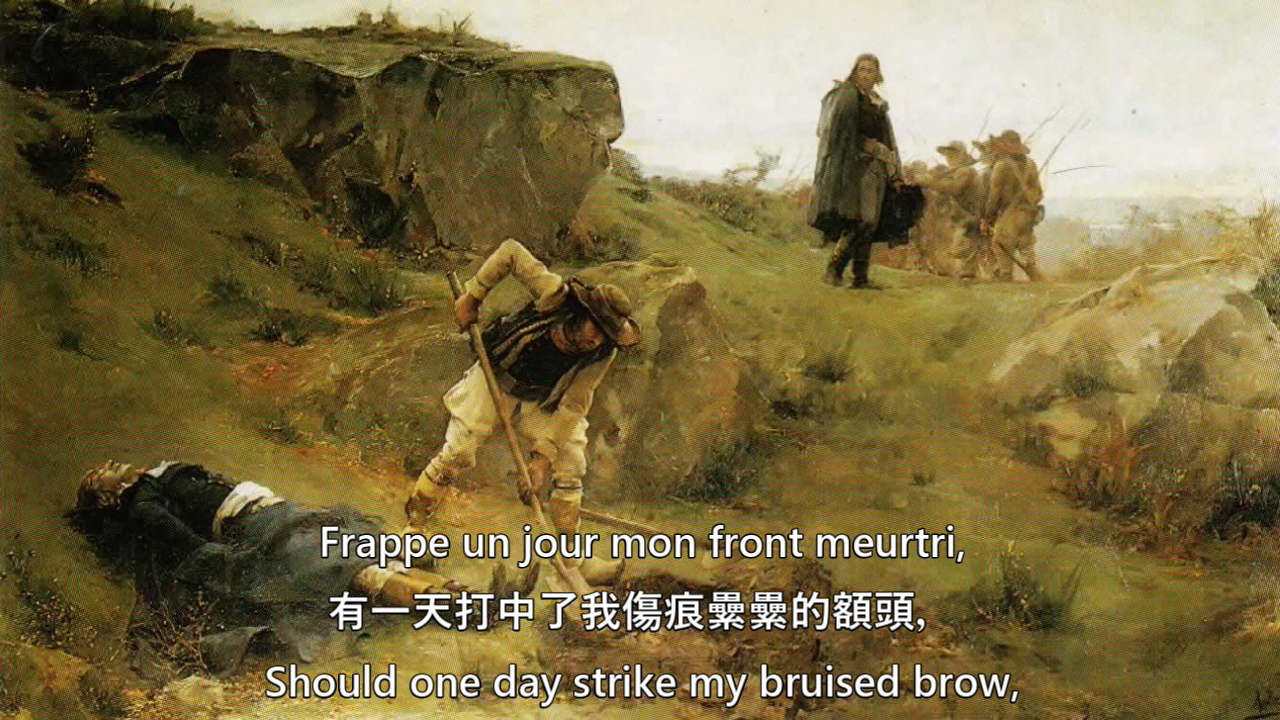 Frappe un jour mon front meurtri,
有一天打中了我傷痕纍纍的額頭,
Should one day strike my bruised brow,